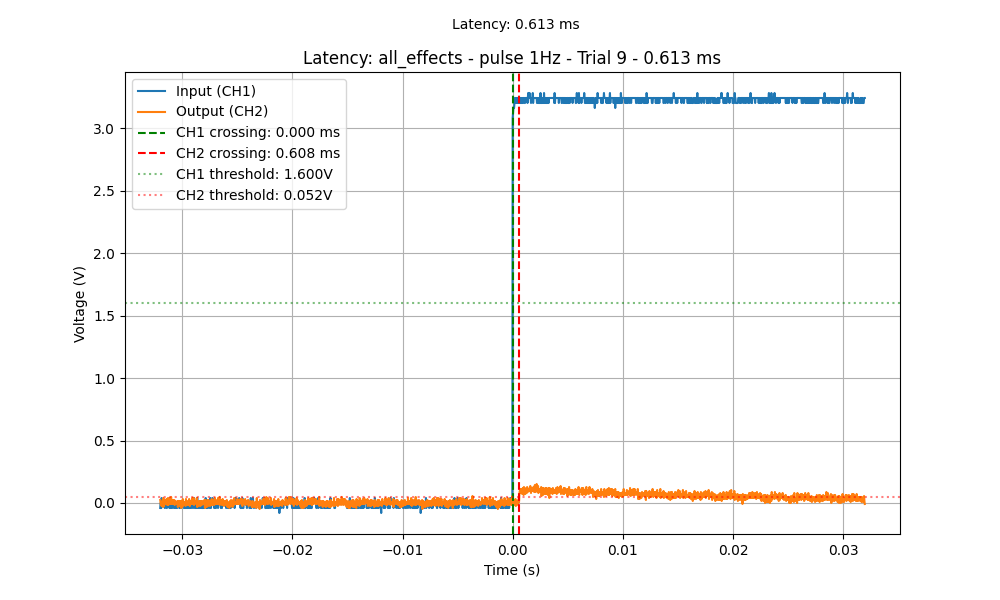 Latency: 0.613 ms
Latency: all_effects - pulse 1Hz - Trial 9 - 0.613 ms
Input (CH1)
Output (CH2)
CH1 crossing: 0.000 ms
CH2 crossing: 0.608 ms
CH1 threshold: 1.600V
CH2 threshold: 0.052V
3.0
2.5
2.0
1.5
1.0
0.5
0.0
Voltage (V)
−0.03
−0.02
−0.01
0.00
0.01
0.02
0.03
Time (s)